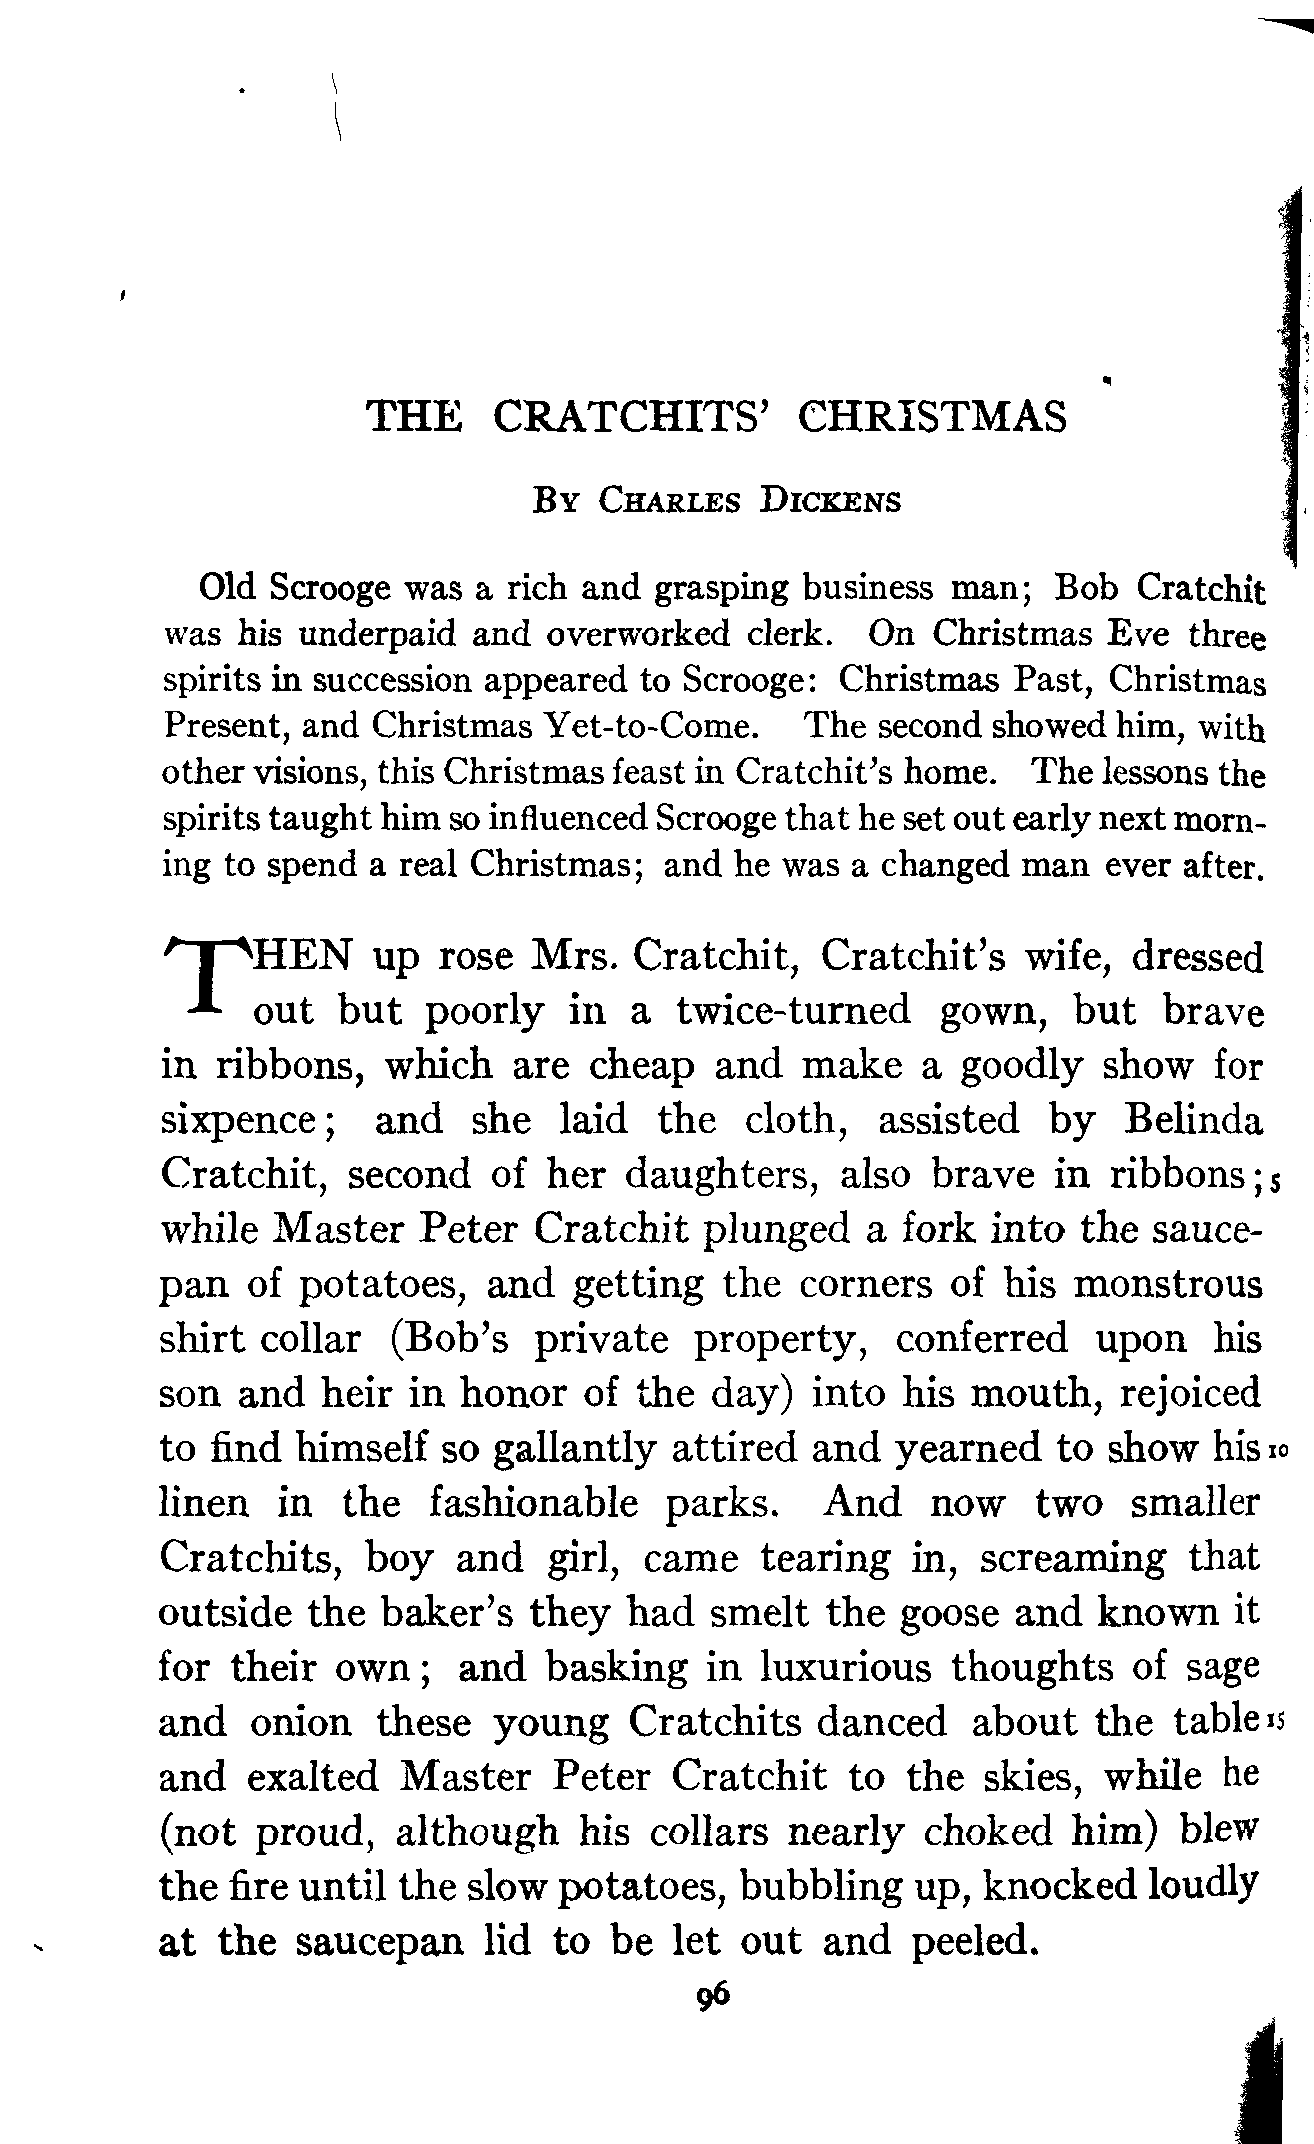 THE CRATCHITS' CHRISTMAS
BY CHARLES DICKENS
Old Scrooge was a rich and grasping business man; Bob Cratchit
was his underpaid and overworked clerk. On Christmas Eve three
spirits in succession appeared to Scrooge: Christmas Past, Christmas
Present, and Christmas Yet-to-Come. The second showed him, with
other visions, this Christmas feast in Cratchit's home. The lessons the
spirits taught him so influenced Scrooge that he set out early next morn-
ing to spend a real Christmas; and he was a changed man ever after.
THEN up rose Mrs. Cratchit, Cratchit's wife, dressed
out but poorly in a twice-turned gown, but brave
in ribbons, which are cheap and make a goodly show for
sixpence; and she laid the cloth, assisted by Belinda
Cratchit, second of her daughters, also brave in ribbons; 5
while Master Peter Cratchit plunged a fork into the sauce-
pan of potatoes, and getting the corners of his monstrous
shirt collar (Bob's private property, conferred upon his
son and heir in honor of the day) into his mouth, rejoiced
to find himself so gallantly attired and yearned to show his 10
linen in the fashionable parks. And now two smaller
Cratchits, boy and girl, came tearing in, screaming that
outside the baker's they had smelt the goose and known it
for their own; and basking in luxurious thoughts of sage
and onion these young Cratchits danced about the table 15
and exalted Master Peter Cratchit to the skies, while he
(not proud, although his collars nearly choked him) blew
the fire until the slow potatoes, bubbling up, knocked loudly
at the saucepan lid to be let out and peeled.
96